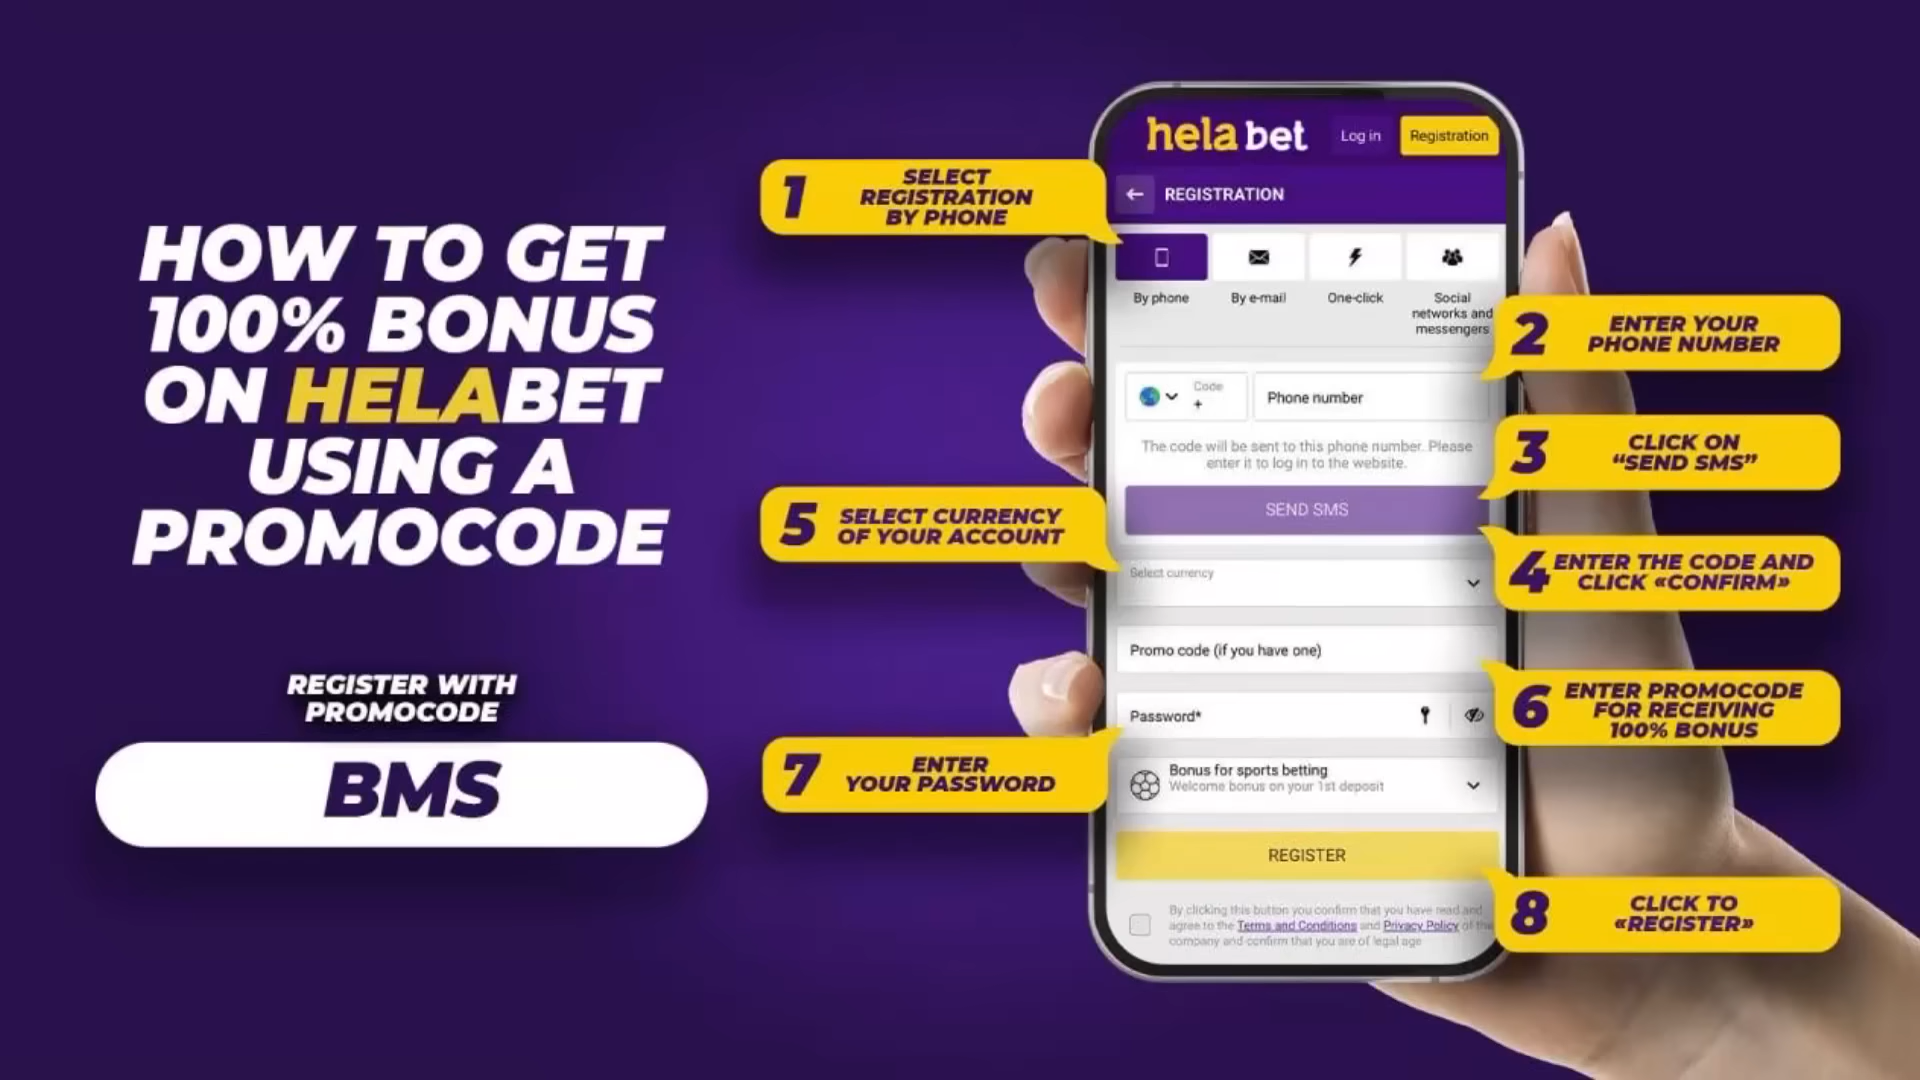 HOW TO GET
100% BONUS
ON HELABET
USING A
PROMOCODE
REGISTER WITH
PROMOCODE
BMS
1
SELECT
REGISTRATION
BY PHONE
5
SELECT CURRENCY
OF YOUR ACCOUNT
7
ENTER
YOUR PASSWORD
hela bet
Log in
Registration
REGISTRATION
By phone
By e-mail
One-click
Social
networks and
messengers
Code
+
Phone number
The code will be sent to this phone number. Please
enter it to log in to the website.
SEND SMS
Select currency
Promo code (if you have one)
Password*
Bonus for sports betting
Welcome bonus on your 1st deposit
REGISTER
By clicking this button you confirm that you have read and
agree to the Terms and Conditions and Privacy Policy of the
company and confirm that you are of legal age
2
ENTER YOUR
PHONE NUMBER
3
CLICK ON
“SEND SMS”
4
ENTER THE CODE AND
CLICK «CONFIRM»
6
ENTER PROMOCODE
FOR RECEIVING
100% BONUS
8
CLICK TO
«REGISTER»